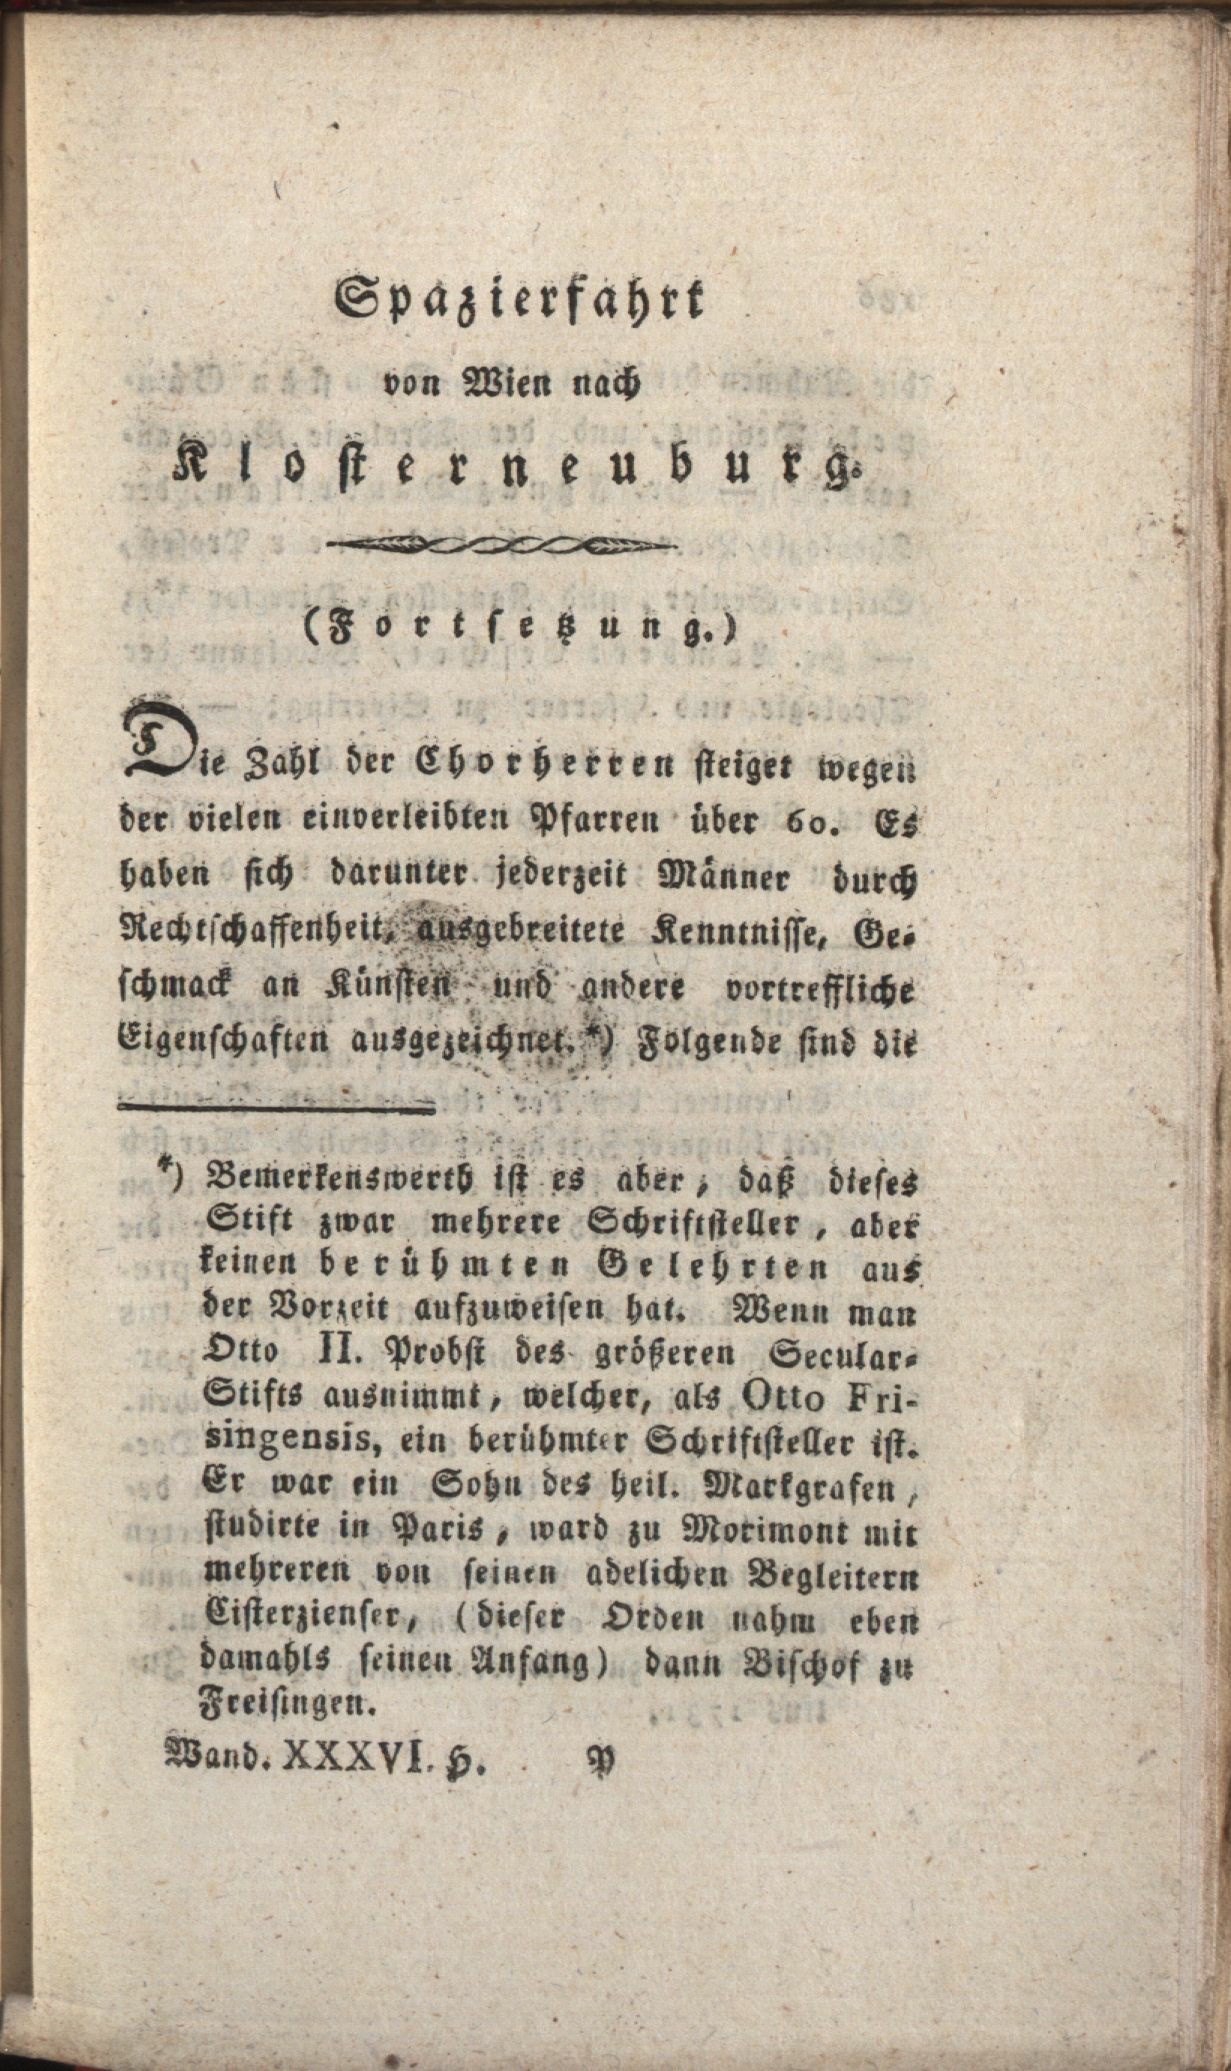 Spazierfahrt
von Wien nach
Klosterneuburg.
(Fortsetzung.)
Die Zahl der Chorherren steiget wegen
der vielen einverleibten Pfarren über 60. Es
haben sich darunter jederzeit Männer durch
Rechtschaffenheit, ausgebreitete Kenntnisse, Ge-
schmack an Künsten und andere vortreffliche
Eigenschaften ausgezeichnet.*) Folgende sind die
*) Bemerkenswerth ist es aber, daß dieses
Stift zwar mehrere Schriftsteller, aber
keinen berühmten Gelehrten aus
der Vorzeit aufzuweisen hat. Wenn man
Otto II. Probst des größeren Secular-
Stifts ausnimmt, welcher, als Otto Fri-
singensis, ein berühmter Schriftsteller ist.
Er war ein Sohn des heil. Markgrafen,
studirte in Paris, ward zu Morimont mit
mehreren von seinen adelichen Begleitern
Cisterzienser, (dieser Orden nahm eben
damahls seinen Anfang) dann Bischof zu
Freisingen.
Wand. XXXVI. H. P